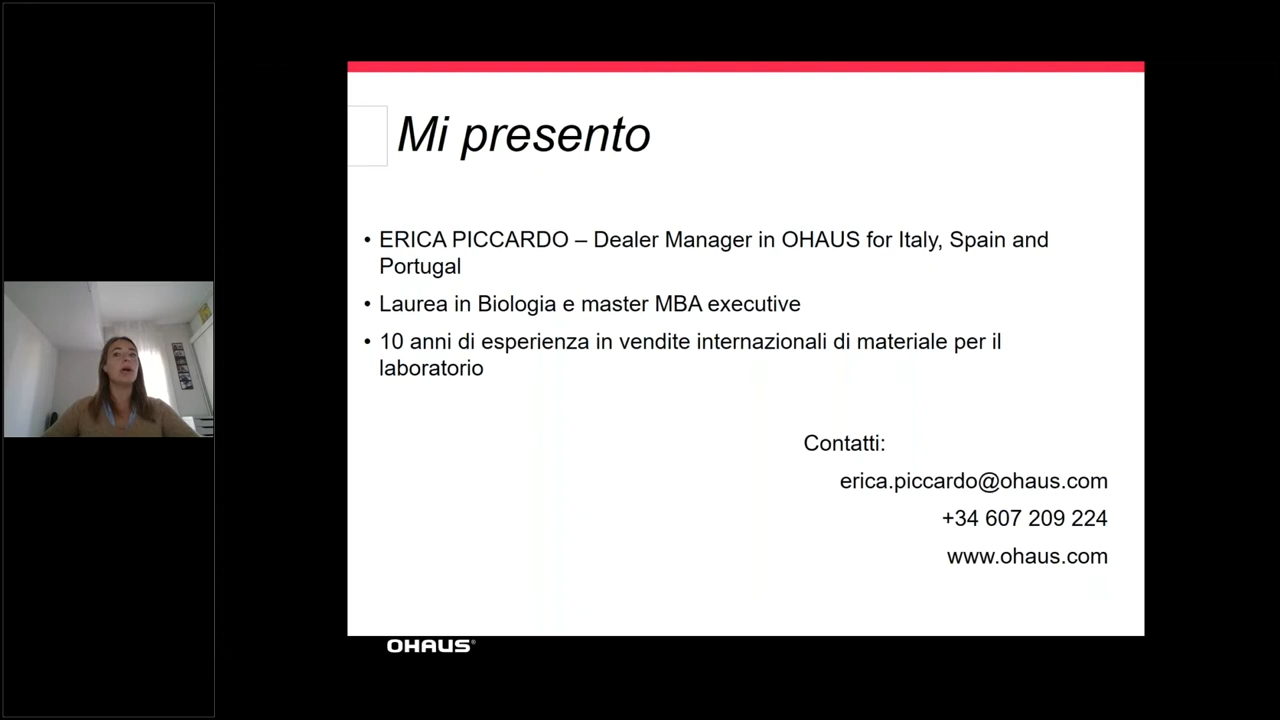 Mi presento
• ERICA PICCARDO – Dealer Manager in OHAUS for Italy, Spain and
Portugal
• Laurea in Biologia e master MBA executive
• 10 anni di esperienza in vendite internazionali di materiale per il
laboratorio
Contatti:
erica.piccardo@ohaus.com
+34 607 209 224
www.ohaus.com
OHAUS®